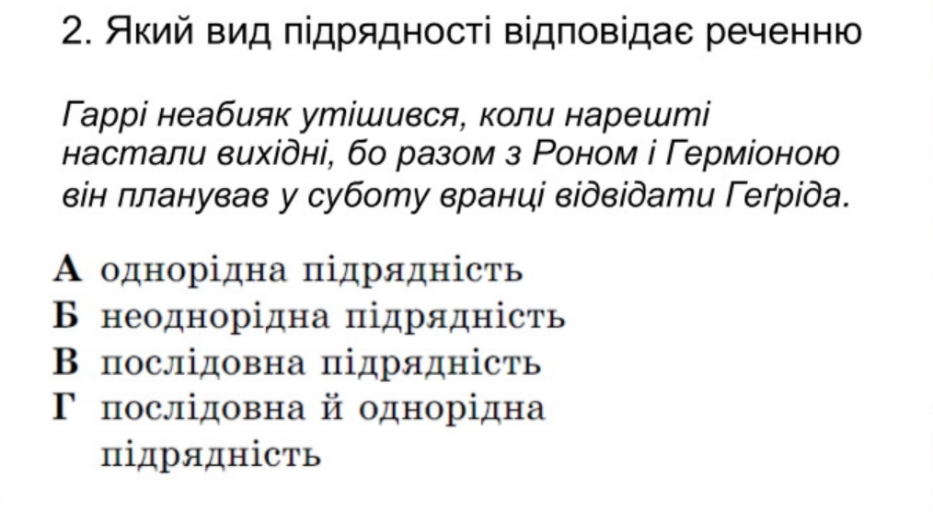 2. Який вид підрядності відповідає реченню
Гаррі неабияк утішився, коли нарешті
настали вихідні, бо разом з Роном і Герміоною
він планував у суботу вранці відвідати Геґріда.
А однорідна підрядність
Б неоднорідна підрядність
В послідовна підрядність
Г послідовна й однорідна
підрядність